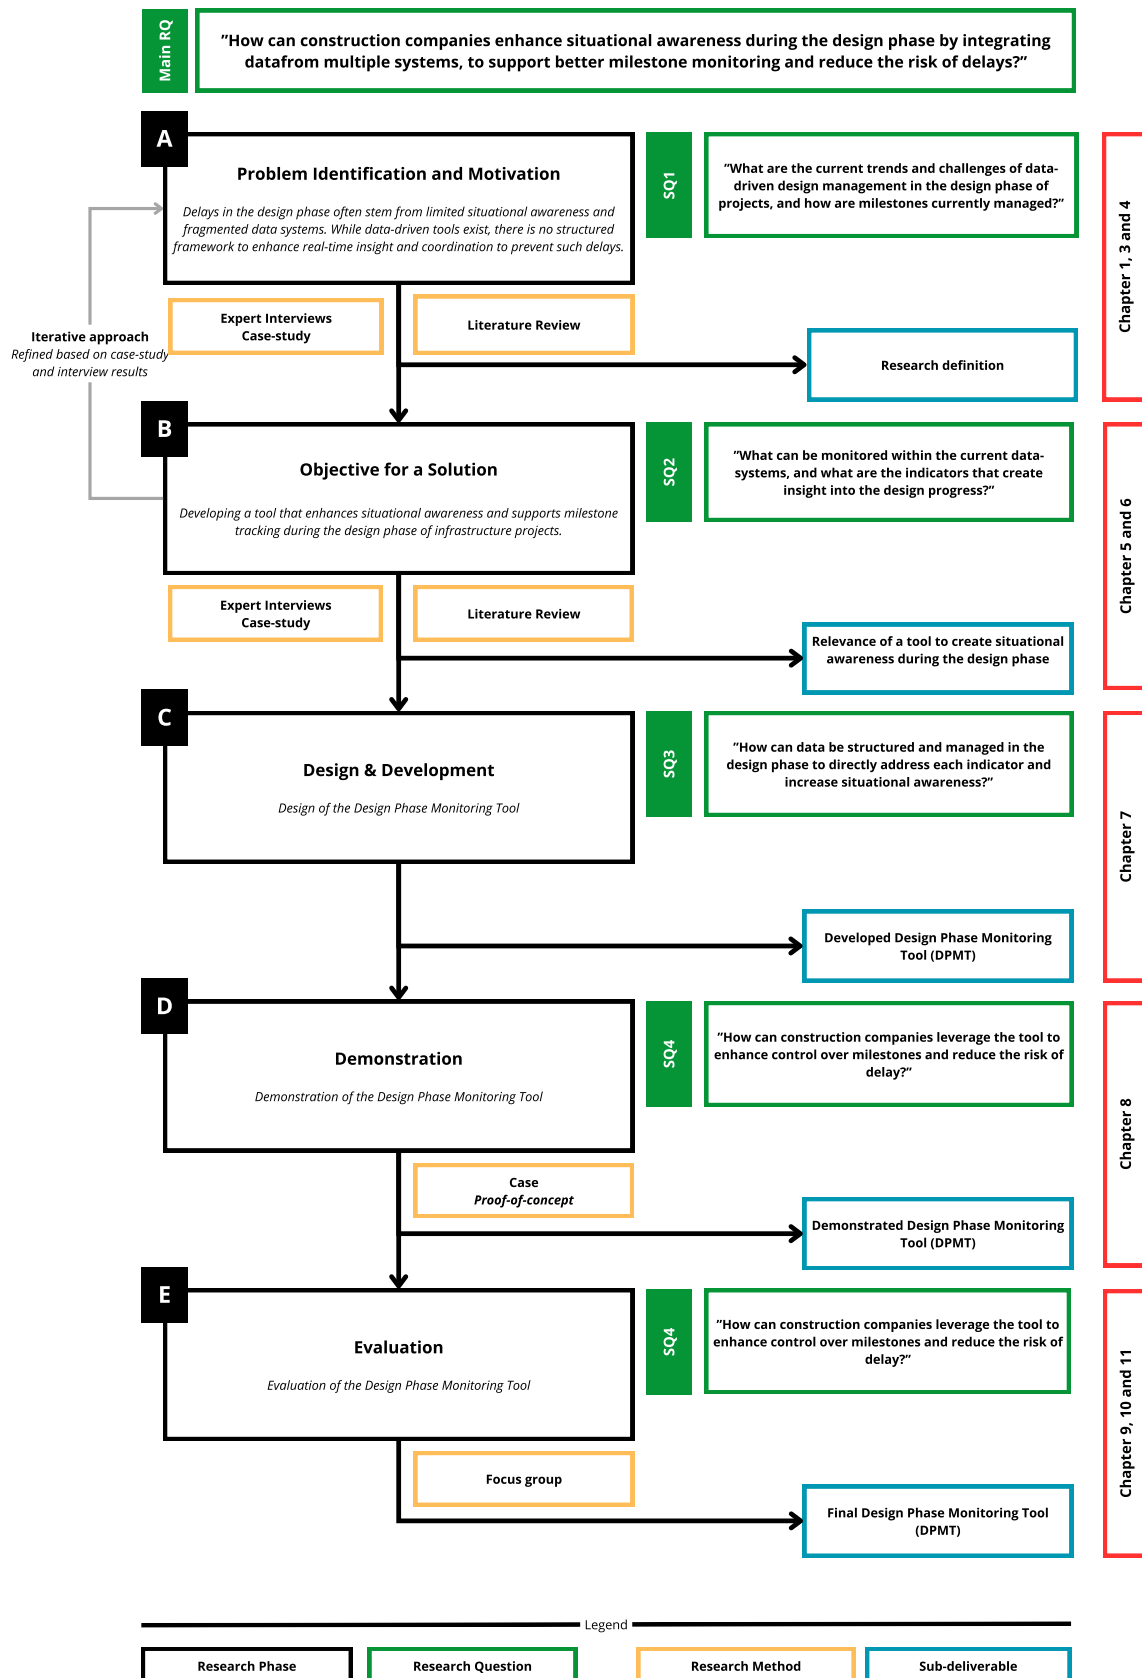 Main RQ
”How can construction companies enhance situational awareness during the design phase by integrating
datafrom multiple systems, to support better milestone monitoring and reduce the risk of delays?”
A
Problem Identification and Motivation
Delays in the design phase often stem from limited situational awareness and
fragmented data systems. While data-driven tools exist, there is no structured
framework to enhance real-time insight and coordination to prevent such delays.
SQ1
”What are the current trends and challenges of data-
driven design management in the design phase of
projects, and how are milestones currently managed?”
Chapter 1, 3 and 4
Expert Interviews
Case-study
Literature Review
Iterative approach
Refined based on case-study
and interview results
Research definition
B
Objective for a Solution
Developing a tool that enhances situational awareness and supports milestone
tracking during the design phase of infrastructure projects.
SQ2
”What can be monitored within the current data-
systems, and what are the indicators that create
insight into the design progress?”
Chapter 5 and 6
Expert Interviews
Case-study
Literature Review
Relevance of a tool to create situational
awareness during the design phase
C
Design & Development
Design of the Design Phase Monitoring Tool
SQ3
”How can data be structured and managed in the
design phase to directly address each indicator and
increase situational awareness?”
Chapter 7
Developed Design Phase Monitoring
Tool (DPMT)
D
Demonstration
Demonstration of the Design Phase Monitoring Tool
SQ4
”How can construction companies leverage the tool to
enhance control over milestones and reduce the risk of
delay?”
Chapter 8
Case
Proof-of-concept
Demonstrated Design Phase Monitoring
Tool (DPMT)
E
Evaluation
Evaluation of the Design Phase Monitoring Tool
SQ4
”How can construction companies leverage the tool to
enhance control over milestones and reduce the risk of
delay?”
Chapter 9, 10 and 11
Focus group
Final Design Phase Monitoring Tool
(DPMT)
Legend
Research Phase
Research Question
Research Method
Sub-deliverable